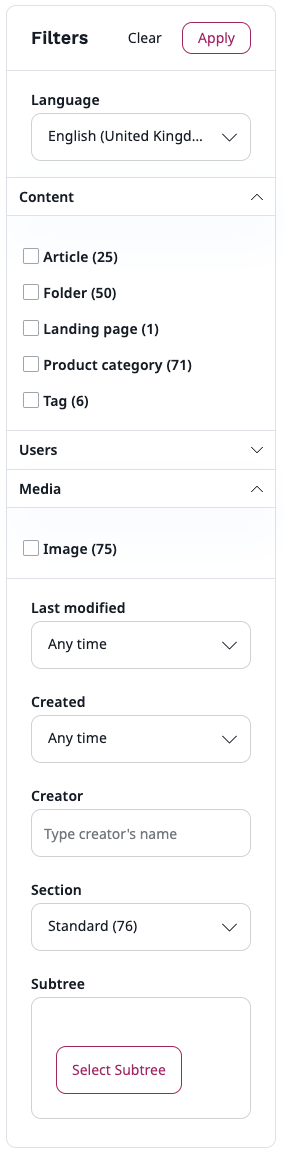 Filters
Clear
Apply
Language
English (United Kingd...
Content
Article (25)
Folder (50)
Landing page (1)
Product category (71)
Tag (6)
Users
Media
Image (75)
Last modified
Any time
Created
Any time
Creator
Type creator's name
Section
Standard (76)
Subtree
Select Subtree